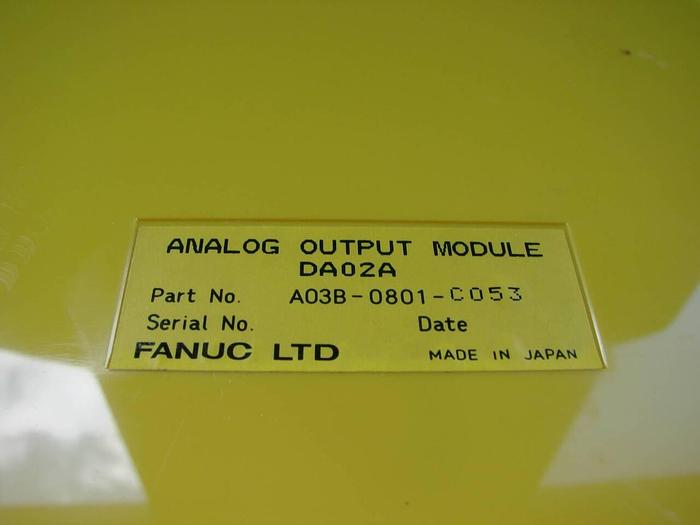 ANALOG OUTPUT MODULE
DA02A
Part No. A03B-0801-C053
Serial No. Date
FANUC LTD MADE IN JAPAN